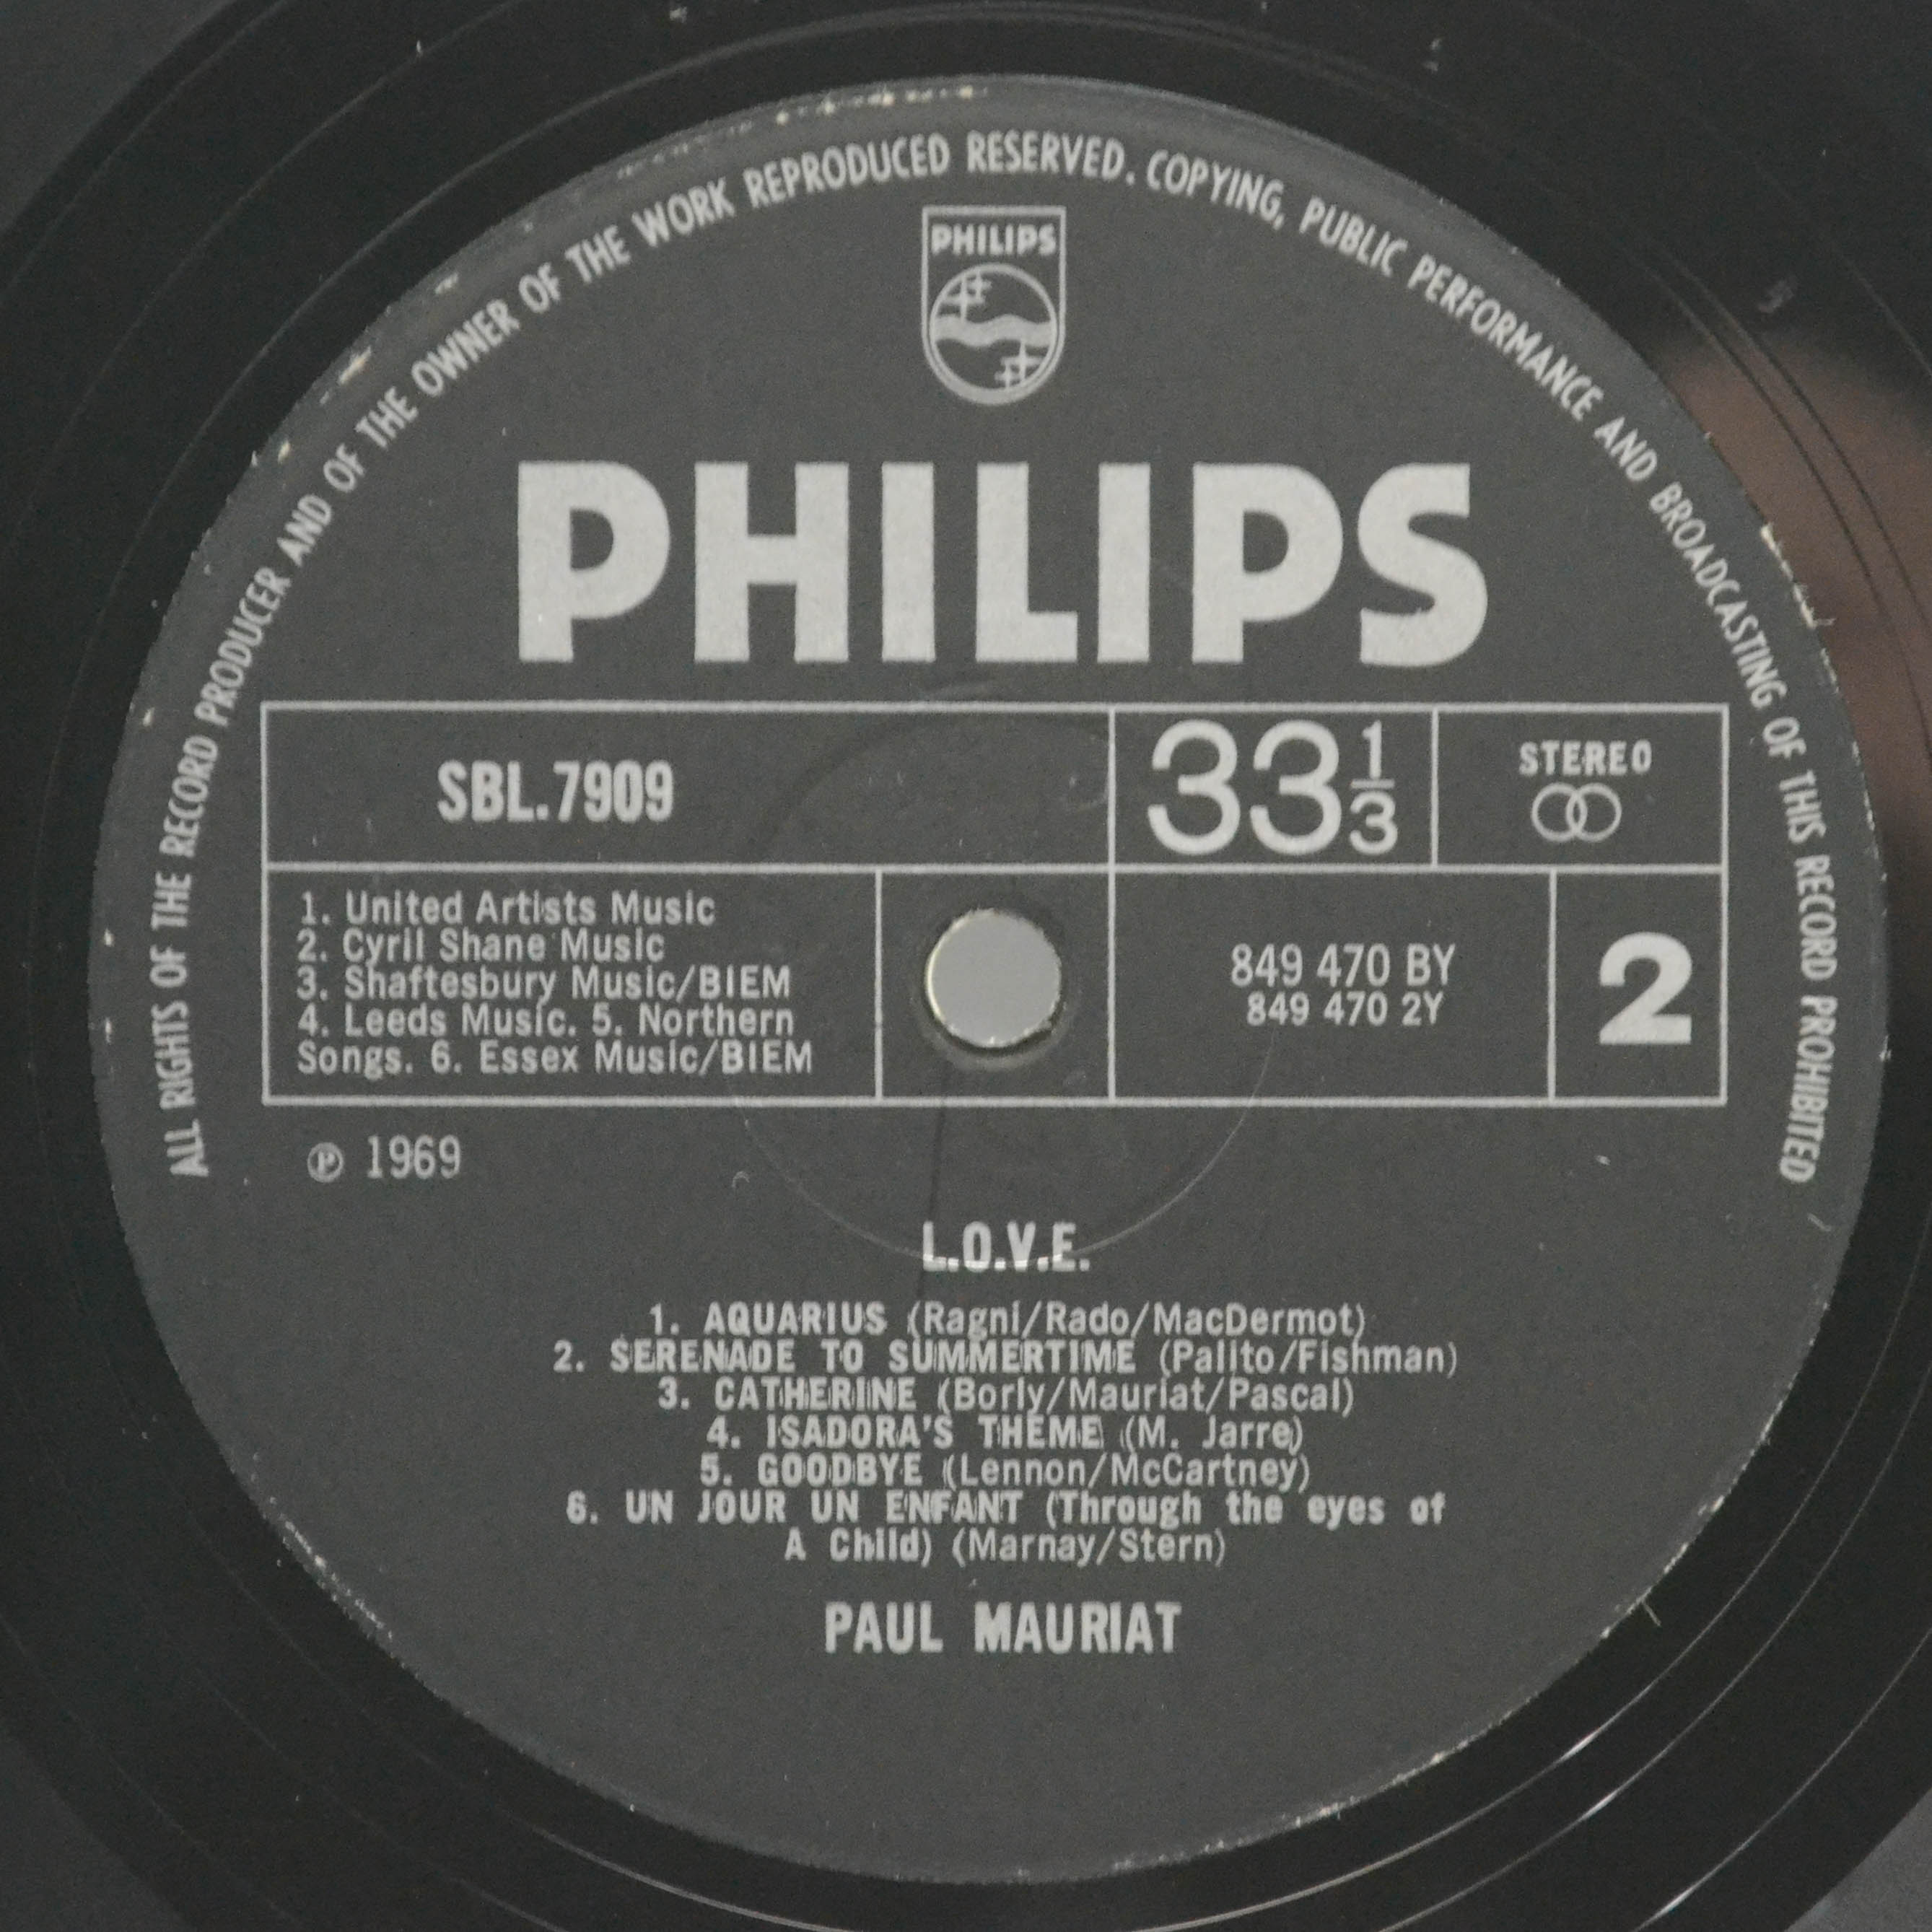 ALL RIGHTS OF THE RECORD PRODUCER AND OF THE OWNER OF THE WORK REPRODUCED RESERVED. COPYING, PUBLIC PERFORMANCE AND BROADCASTING OF THIS RECORD PROHIBITED
PHILIPS
PHILIPS
SBL.7909
33 1/3
STEREO
1. United Artists Music
2. Cyril Shane Music
3. Shaftesbury Music/BIEM
4. Leeds Music. 5. Northern
Songs. 6. Essex Music/BIEM
849 470 BY
849 470 2Y
2
℗ 1969
L.O.V.E.
1. AQUARIUS (Ragni/Rado/MacDermot)
2. SERENADE TO SUMMERTIME (Palito/Fishman)
3. CATHERINE (Borly/Mauriat/Pascal)
4. ISADORA'S THEME (M. Jarre)
5. GOODBYE (Lennon/McCartney)
6. UN JOUR UN ENFANT (Through the eyes of
A Child) (Marnay/Stern)
PAUL MAURIAT